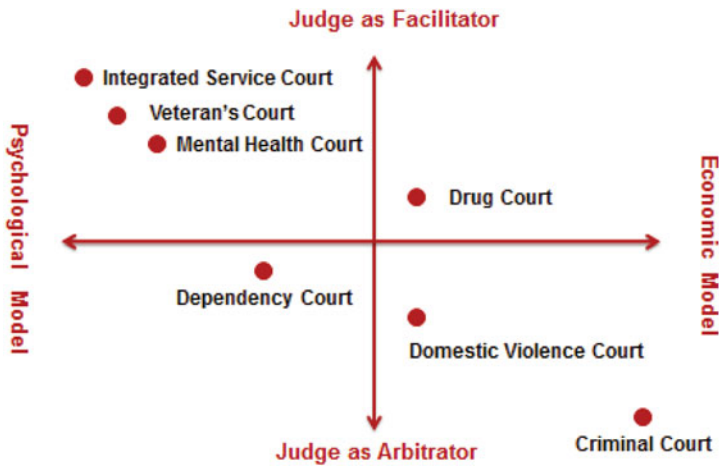 Judge as Facilitator
Integrated Service Court
Veteran's Court
Mental Health Court
Psychological Model
Drug Court
Economic Model
Dependency Court
Domestic Violence Court
Criminal Court
Judge as Arbitrator